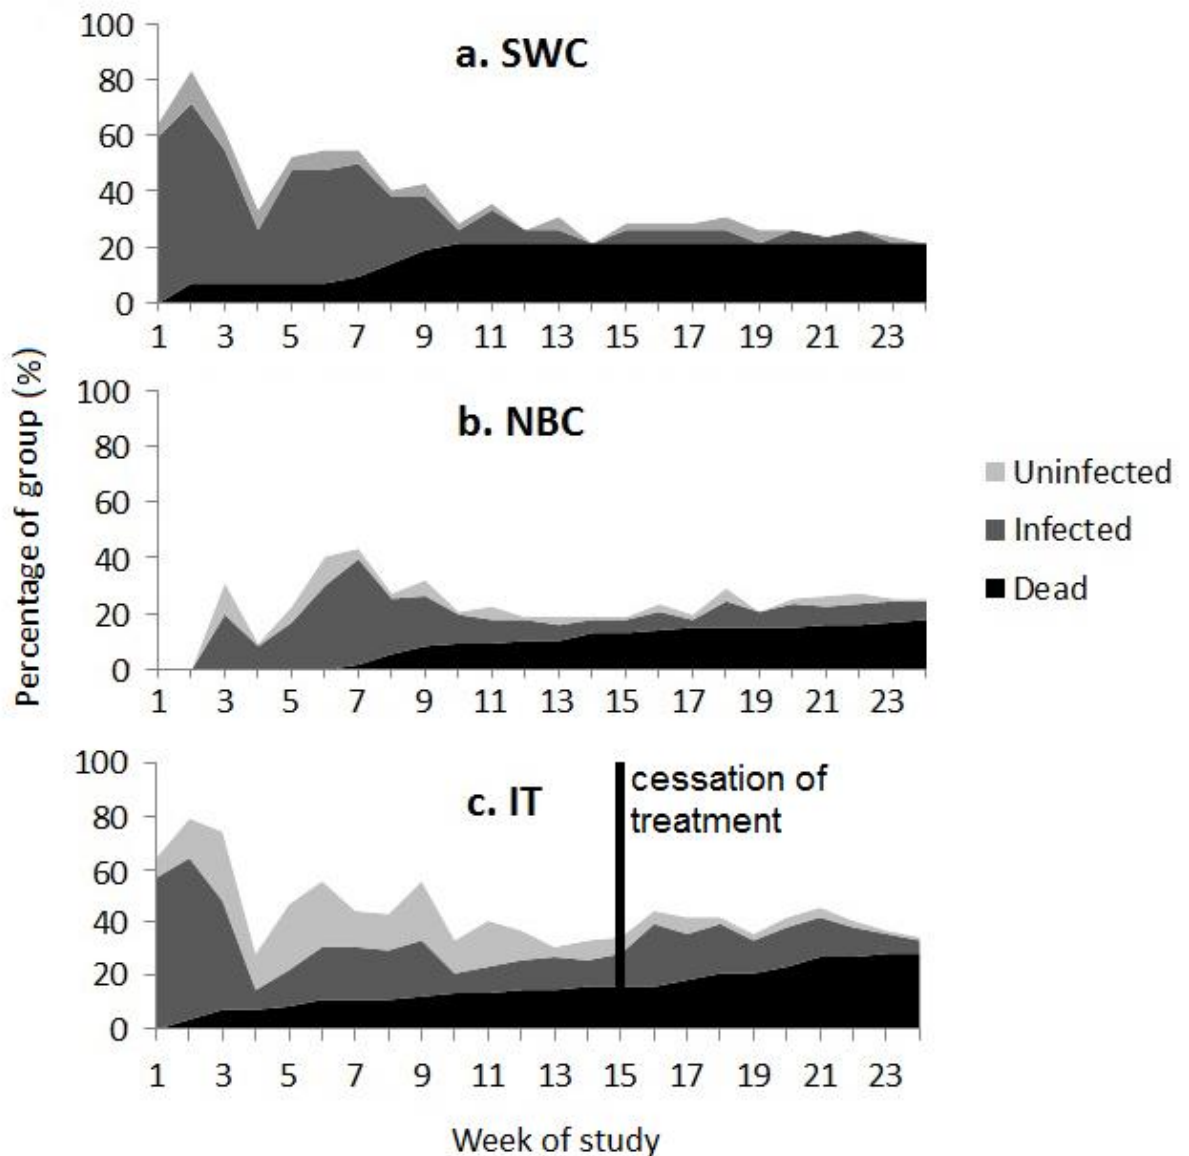 a. SWC
100
80
60
40
20
0
1 3 5 7 9 11 13 15 17 19 21 23
Percentage of group (%)
b. NBC
100
80
60
40
20
0
1 3 5 7 9 11 13 15 17 19 21 23
Uninfected
Infected
Dead
c. IT
cessation of
treatment
100
80
60
40
20
0
1 3 5 7 9 11 13 15 17 19 21 23
Week of study